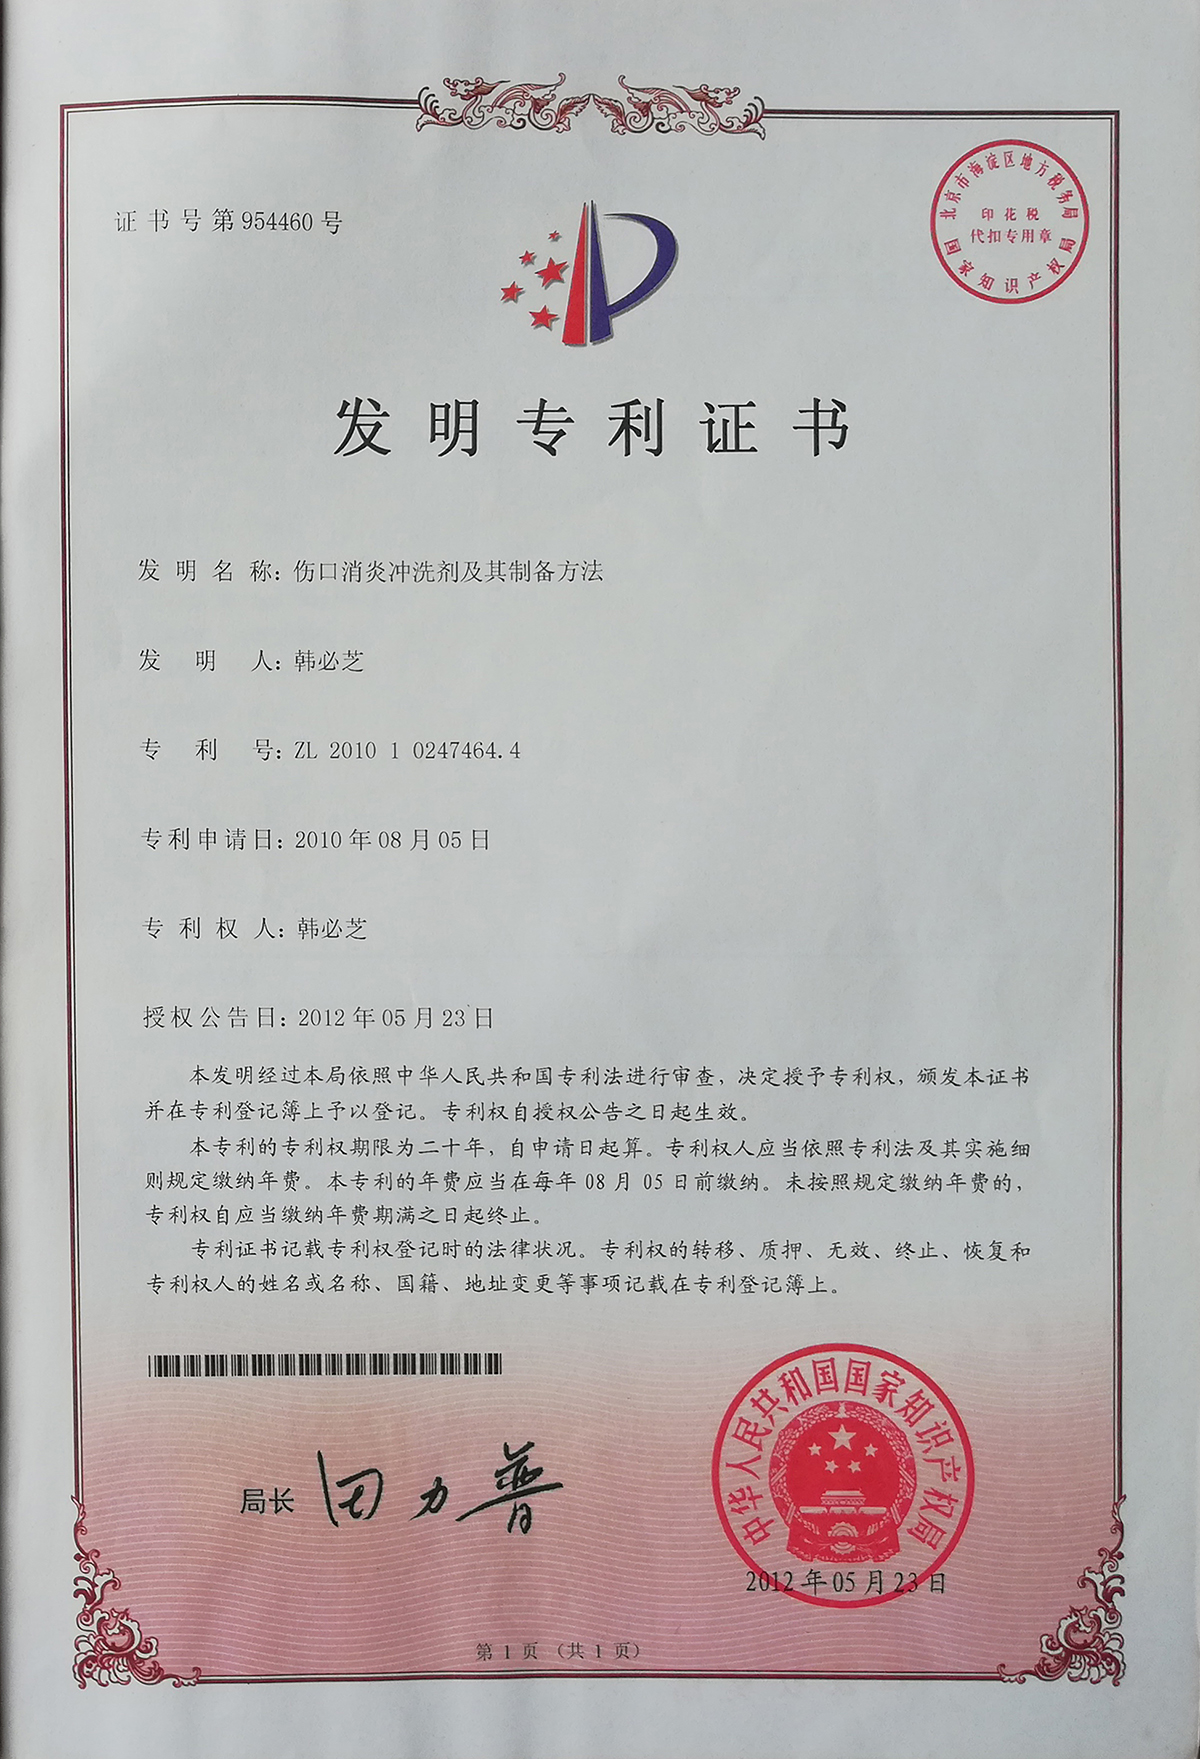 证书号第954460号
北京市海淀区地方税务局
印花税
代扣专用章
国家知识产权局
发明专利证书
发明名称：伤口消炎冲洗剂及其制备方法
发明人：韩必芝
专利号：ZL 2010 1 0247464.4
专利申请日：2010年08月05日
专利权人：韩必芝
授权公告日：2012年05月23日
本发明经过本局依照中华人民共和国专利法进行审查，决定授予专利权，颁发本证书
并在专利登记簿上予以登记。专利权自授权公告之日起生效。
本专利的专利权期限为二十年，自申请日起算。专利权人应当依照专利法及其实施细
则规定缴纳年费。本专利的年费应当在每年08月05日前缴纳。未按照规定缴纳年费的，
专利权自应当缴纳年费期满之日起终止。
专利证书记载专利权登记时的法律状况。专利权的转移、质押、无效、终止、恢复和
专利权人的姓名或名称、国籍、地址变更等事项记载在专利登记簿上。
局长 田力普
中华人民共和国国家知识产权局
2012年05月23日
第1页（共1页）